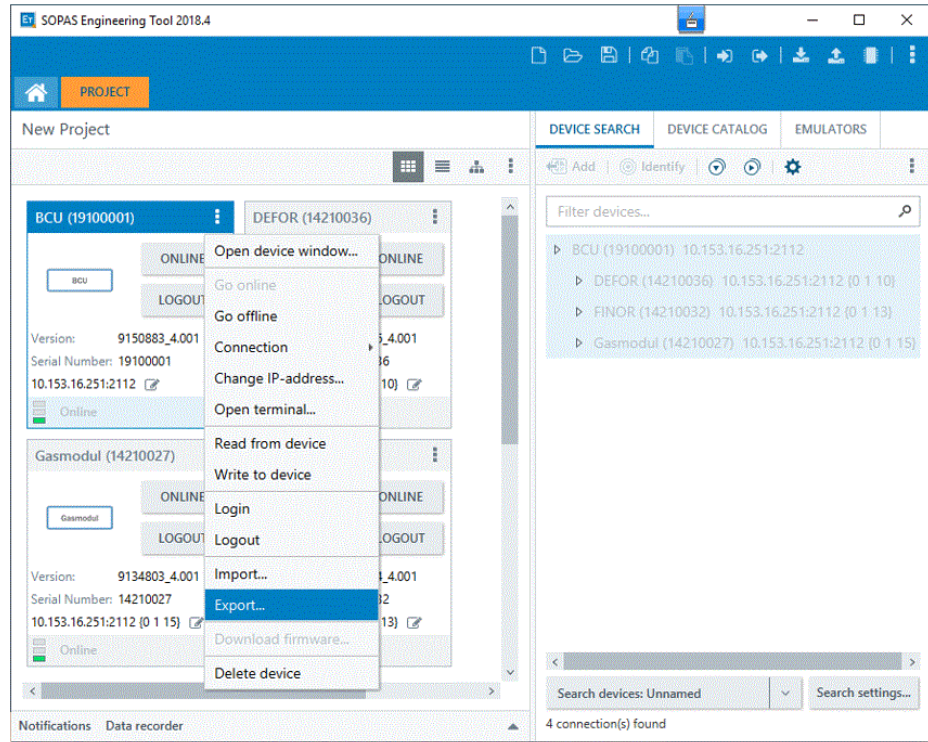 SOPAS Engineering Tool 2018.4
PROJECT
New Project
DEVICE SEARCH DEVICE CATALOG EMULATORS
Add Identify
Filter devices...
BCU (19100001) 10.153.16.251:2112
DEFOR (14210036) 10.153.16.251:2112 {0 1 10}
FINOR (14210032) 10.153.16.251:2112 {0 1 13}
Gasmodul (14210027) 10.153.16.251:2112 {0 1 15}
BCU (19100001)
BCU
ONLINE
LOGOUT
Version: 9150883_4.001
Serial Number: 19100001
10.153.16.251:2112
Online
DEFOR (14210036)
ONLINE
LOGOUT
_4.001
36
10}
Gasmodul (14210027)
Gasmodul
ONLINE
LOGOUT
Version: 9134803_4.001
Serial Number: 14210027
10.153.16.251:2112 {0 1 15}
Online
ONLINE
LOGOUT
_4.001
32
13}
Open device window...
Go online
Go offline
Connection
Change IP-address...
Open terminal...
Read from device
Write to device
Login
Logout
Import...
Export...
Download firmware...
Delete device
Search devices: Unnamed
Search settings...
4 connection(s) found
Notifications Data recorder